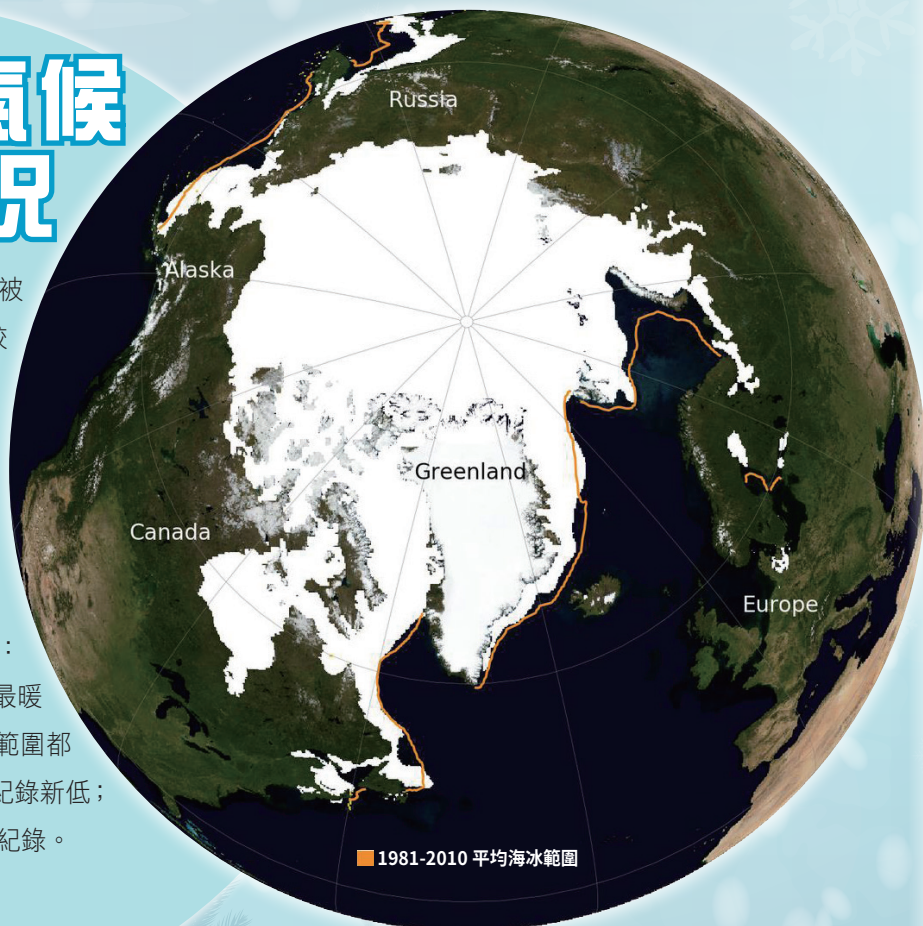 氣候
況
被
較
:
最暖
範圍都
紀錄新低；
紀錄。
Russia
Alaska
Greenland
Canada
Europe
1981-2010 平均海冰範圍